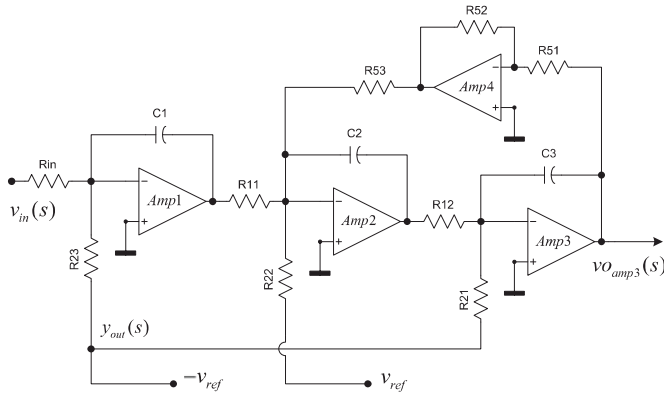 R52
R53
R51
Amp4
−
+
C1
C2
C3
Rin
−
Amp1
+
R11
−
Amp2
+
R12
−
Amp3
+
v_in(s)
vo_amp3(s)
R23
R22
R21
y_out(s)
−v_ref
v_ref